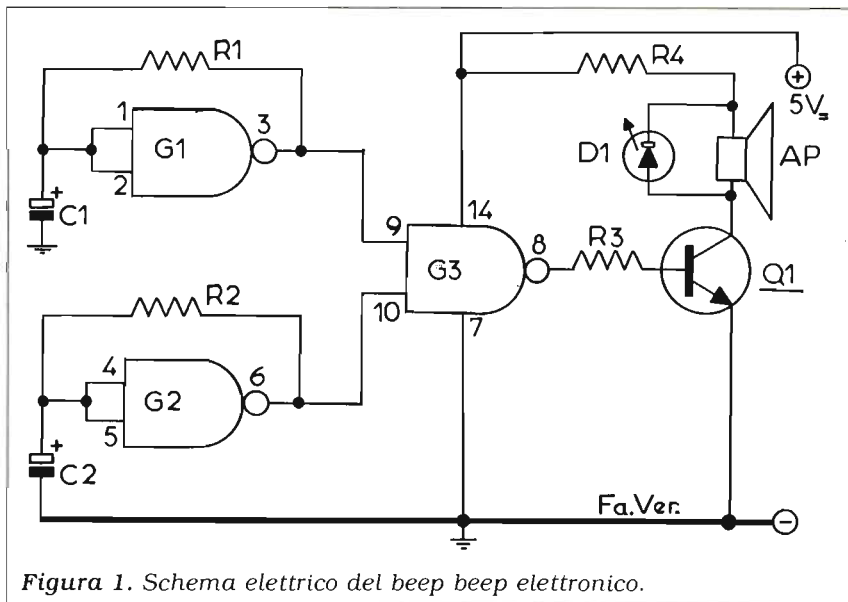 R1
1
2
G1
3
+
C1
R2
4
5
G2
6
+
C2
9
10
G3
14
7
8
R3
R4
D1
AP
Q1
+
5V=
Fa.Ver.
−
Figura 1. Schema elettrico del beep beep elettronico.